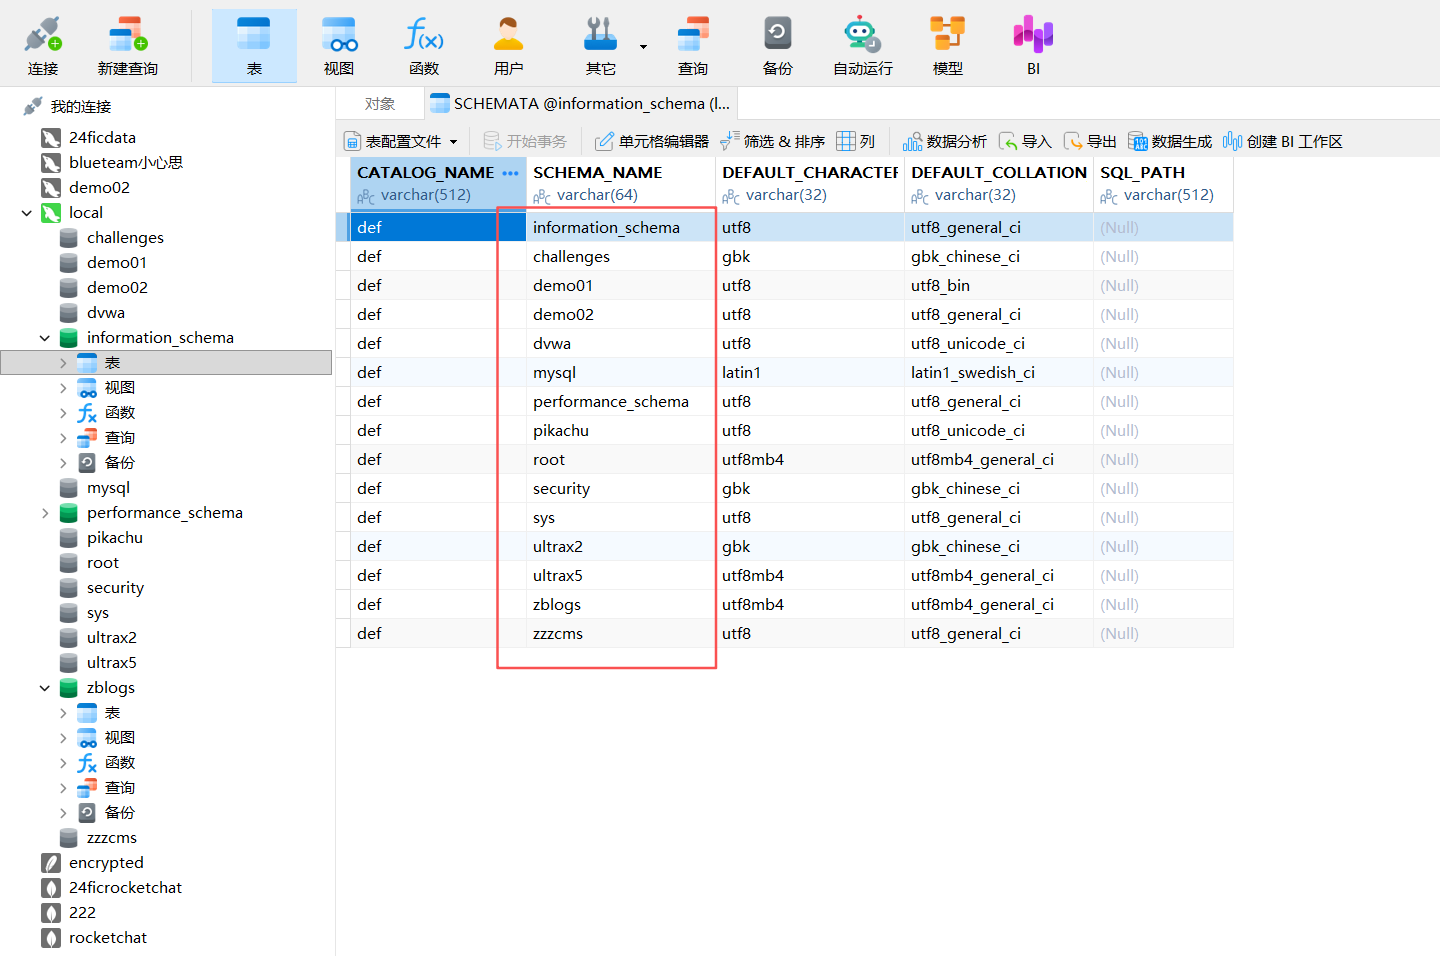 连接
新建查询
表
视图
函数
用户
其它
查询
备份
自动运行
模型
BI
我的连接
24ficdata
blueteam小心思
demo02
local
challenges
demo01
demo02
dvwa
information_schema
表
视图
函数
查询
备份
mysql
performance_schema
pikachu
root
security
sys
ultrax2
ultrax5
zblogs
表
视图
函数
查询
备份
zzzcms
encrypted
24ficrocketchat
222
rocketchat
对象
SCHEMATA @information_schema (l...
表配置文件
开始事务
单元格编辑器
筛选 & 排序
列
数据分析
导入
导出
数据生成
创建 BI 工作区
CATALOG_NAME SCHEMA_NAME DEFAULT_CHARACTER DEFAULT_COLLATION SQL_PATH
varchar(512) varchar(64) varchar(32) varchar(32) varchar(512)
def information_schema utf8 utf8_general_ci (Null)
def challenges gbk gbk_chinese_ci (Null)
def demo01 utf8 utf8_bin (Null)
def demo02 utf8 utf8_general_ci (Null)
def dvwa utf8 utf8_unicode_ci (Null)
def mysql latin1 latin1_swedish_ci (Null)
def performance_schema utf8 utf8_general_ci (Null)
def pikachu utf8 utf8_unicode_ci (Null)
def root utf8mb4 utf8mb4_general_ci (Null)
def security gbk gbk_chinese_ci (Null)
def sys utf8 utf8_general_ci (Null)
def ultrax2 gbk gbk_chinese_ci (Null)
def ultrax5 utf8mb4 utf8mb4_general_ci (Null)
def zblogs utf8mb4 utf8mb4_general_ci (Null)
def zzzcms utf8 utf8_general_ci (Null)